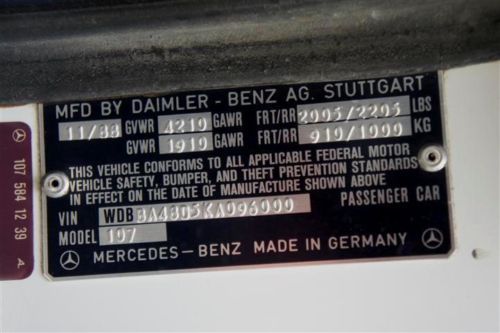 MFD BY DAIMLER - BENZ AG. STUTTGART
11/88 GVWR 4210 GAWR FRT/RR 2005/2205 LBS
GVWR 1910 GAWR FRT/RR 910/1000 KG
THIS VEHICLE CONFORMS TO ALL APPLICABLE FEDERAL MOTOR
VEHICLE SAFETY, BUMPER, AND THEFT PREVENTION STANDARDS
IN EFFECT ON THE DATE OF MANUFACTURE SHOWN ABOVE
VIN PASSENGER CAR
MODEL 107
MERCEDES-BENZ MADE IN GERMANY
107 584 12 39 A